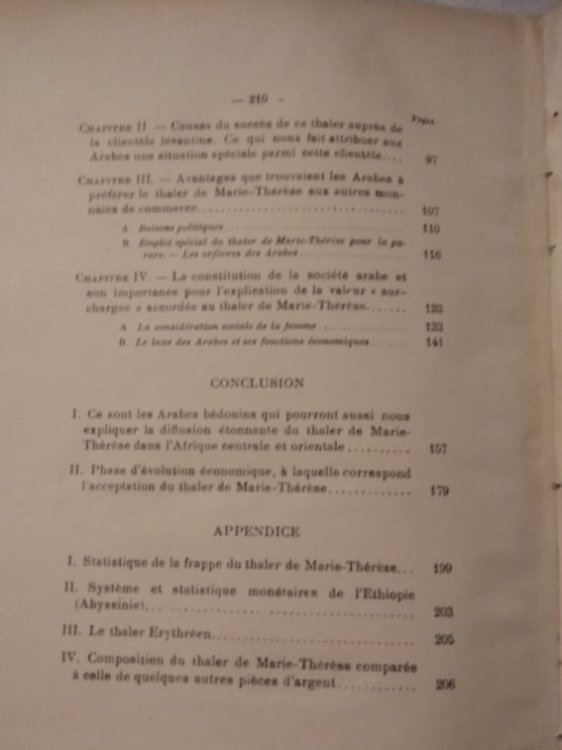 — 210 —
Pages
CHAPITRE II — Causes du succès de ce thaler auprès de
la clientèle levantine. Ce qui nous fait attribuer aux
Arabes une situation spéciale parmi cette clientèle.... 97
CHAPITRE III. — Avantages que trouvaient les Arabes à
préférer le thaler de Marie-Thérèse aux autres mon-
naies de commerce........................ 107
A Raisons politiques ........................ 110
B Emploi spécial du thaler de Marie-Thérèse pour la pa-
rure. — Les orfèvres des Arabes ................ 116
CHAPITRE IV. — La constitution de la société arabe et
son importance pour l'explication de la valeur « sur-
chargée » accordée au thaler de Marie-Thérèse....... 133
A La considération sociale de la femme ................ 133
B Le luxe des Arabes et ses fonctions économiques ........ 141
CONCLUSION
I. Ce sont les Arabes bédouins qui pourront aussi nous
expliquer la diffusion étonnante du thaler de Marie-
Thérèse dans l'Afrique centrale et orientale .......... 157
II. Phase d'évolution économique, à laquelle correspond
l'acceptation du thaler de Marie-Thérèse............. 179
APPENDICE
I. Statistique de la frappe du thaler de Marie-Thérèse... 199
II. Système et statistique monétaires de l'Ethiopie
(Abyssinie)... ........................ 203
III. Le thaler Erythréen........................ 205
IV. Composition du thaler de Marie-Thérèse comparée
à celle de quelques autres pièces d'argent............ 206